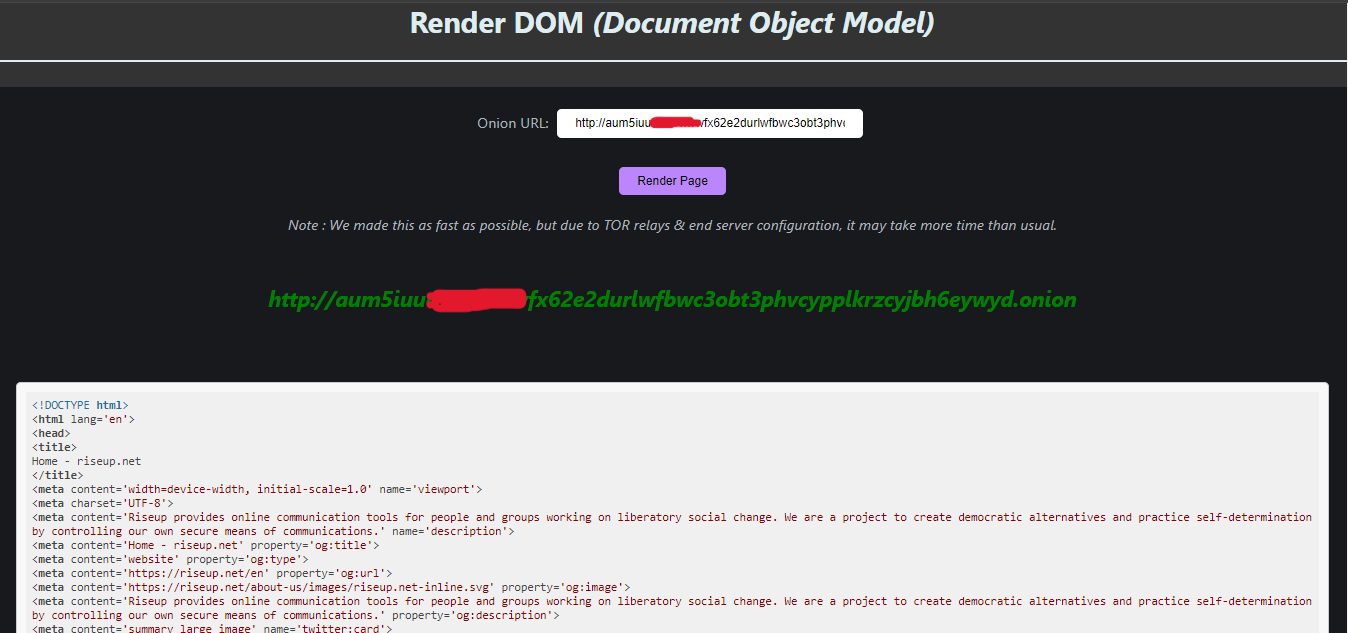 Render DOM (Document Object Model)
Onion URL:
http://aum5iuu vfx62e2durlwfbwc3obt3phvc
Render Page
Note : We made this as fast as possible, but due to TOR relays & end server configuration, it may take more time than usual.
http://aum5iuu fx62e2durlwfbwc3obt3phvcypplkrzcyjbh6eywyd.onion
<!DOCTYPE html>
<html lang='en'>
<head>
<title>
Home - riseup.net
</title>
<meta content='width=device-width, initial-scale=1.0' name='viewport'>
<meta charset='UTF-8'>
<meta content='Riseup provides online communication tools for people and groups working on liberatory social change. We are a project to create democratic alternatives and practice self-determination
by controlling our own secure means of communications.' name='description'>
<meta content='Home - riseup.net' property='og:title'>
<meta content='website' property='og:type'>
<meta content='https://riseup.net/en' property='og:url'>
<meta content='https://riseup.net/about-us/images/riseup.net-inline.svg' property='og:image'>
<meta content='Riseup provides online communication tools for people and groups working on liberatory social change. We are a project to create democratic alternatives and practice self-determination
by controlling our own secure means of communications.' property='og:description'>
<meta content='summary_large_image' name='twitter:card'>